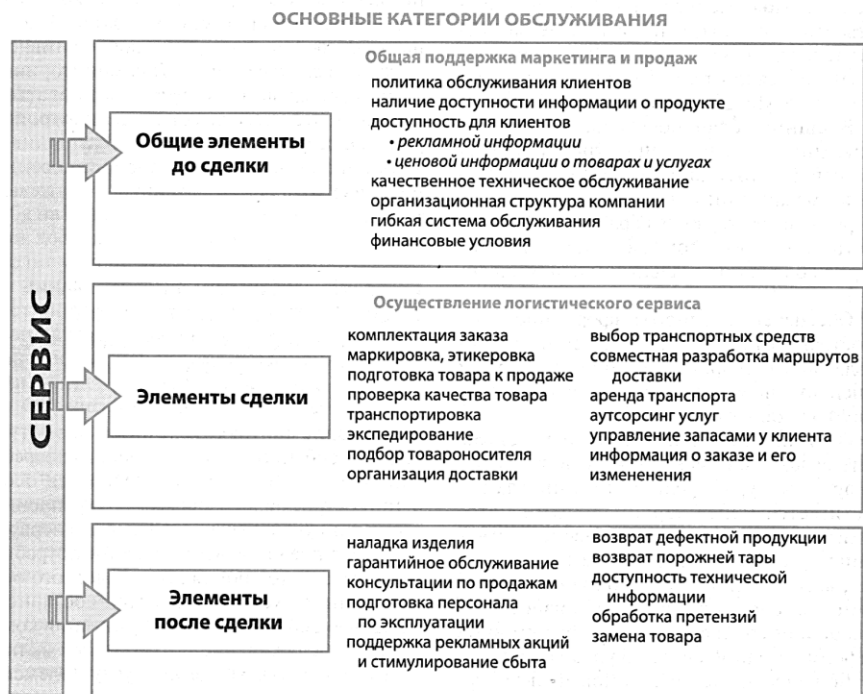 ОСНОВНЫЕ КАТЕГОРИИ ОБСЛУЖИВАНИЯ
СЕРВИС
Общие элементы
до сделки
Общая поддержка маркетинга и продаж
политика обслуживания клиентов
наличие доступности информации о продукте
доступность для клиентов
• рекламной информации
• ценовой информации о товарах и услугах
качественное техническое обслуживание
организационная структура компании
гибкая система обслуживания
финансовые условия
Элементы сделки
Осуществление логистического сервиса
комплектация заказа
маркировка, этикеровка
подготовка товара к продаже
проверка качества товара
транспортировка
экспедирование
подбор товароносителя
организация доставки
выбор транспортных средств
совместная разработка маршрутов
доставки
аренда транспорта
аутсорсинг услуг
управление запасами у клиента
информация о заказе и его
измененения
Элементы
после сделки
наладка изделия
гарантийное обслуживание
консультации по продажам
подготовка персонала
по эксплуатации
поддержка рекламных акций
и стимулирование сбыта
возврат дефектной продукции
возврат порожней тары
доступность технической
информации
обработка претензий
замена товара